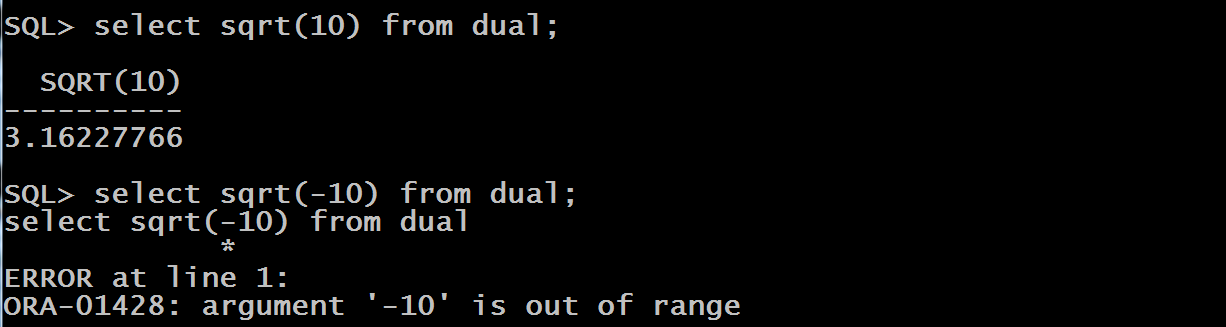 SQL> select sqrt(10) from dual;
SQRT(10)
----------
3.16227766
SQL> select sqrt(-10) from dual;
select sqrt(-10) from dual
*
ERROR at line 1:
ORA-01428: argument '-10' is out of range